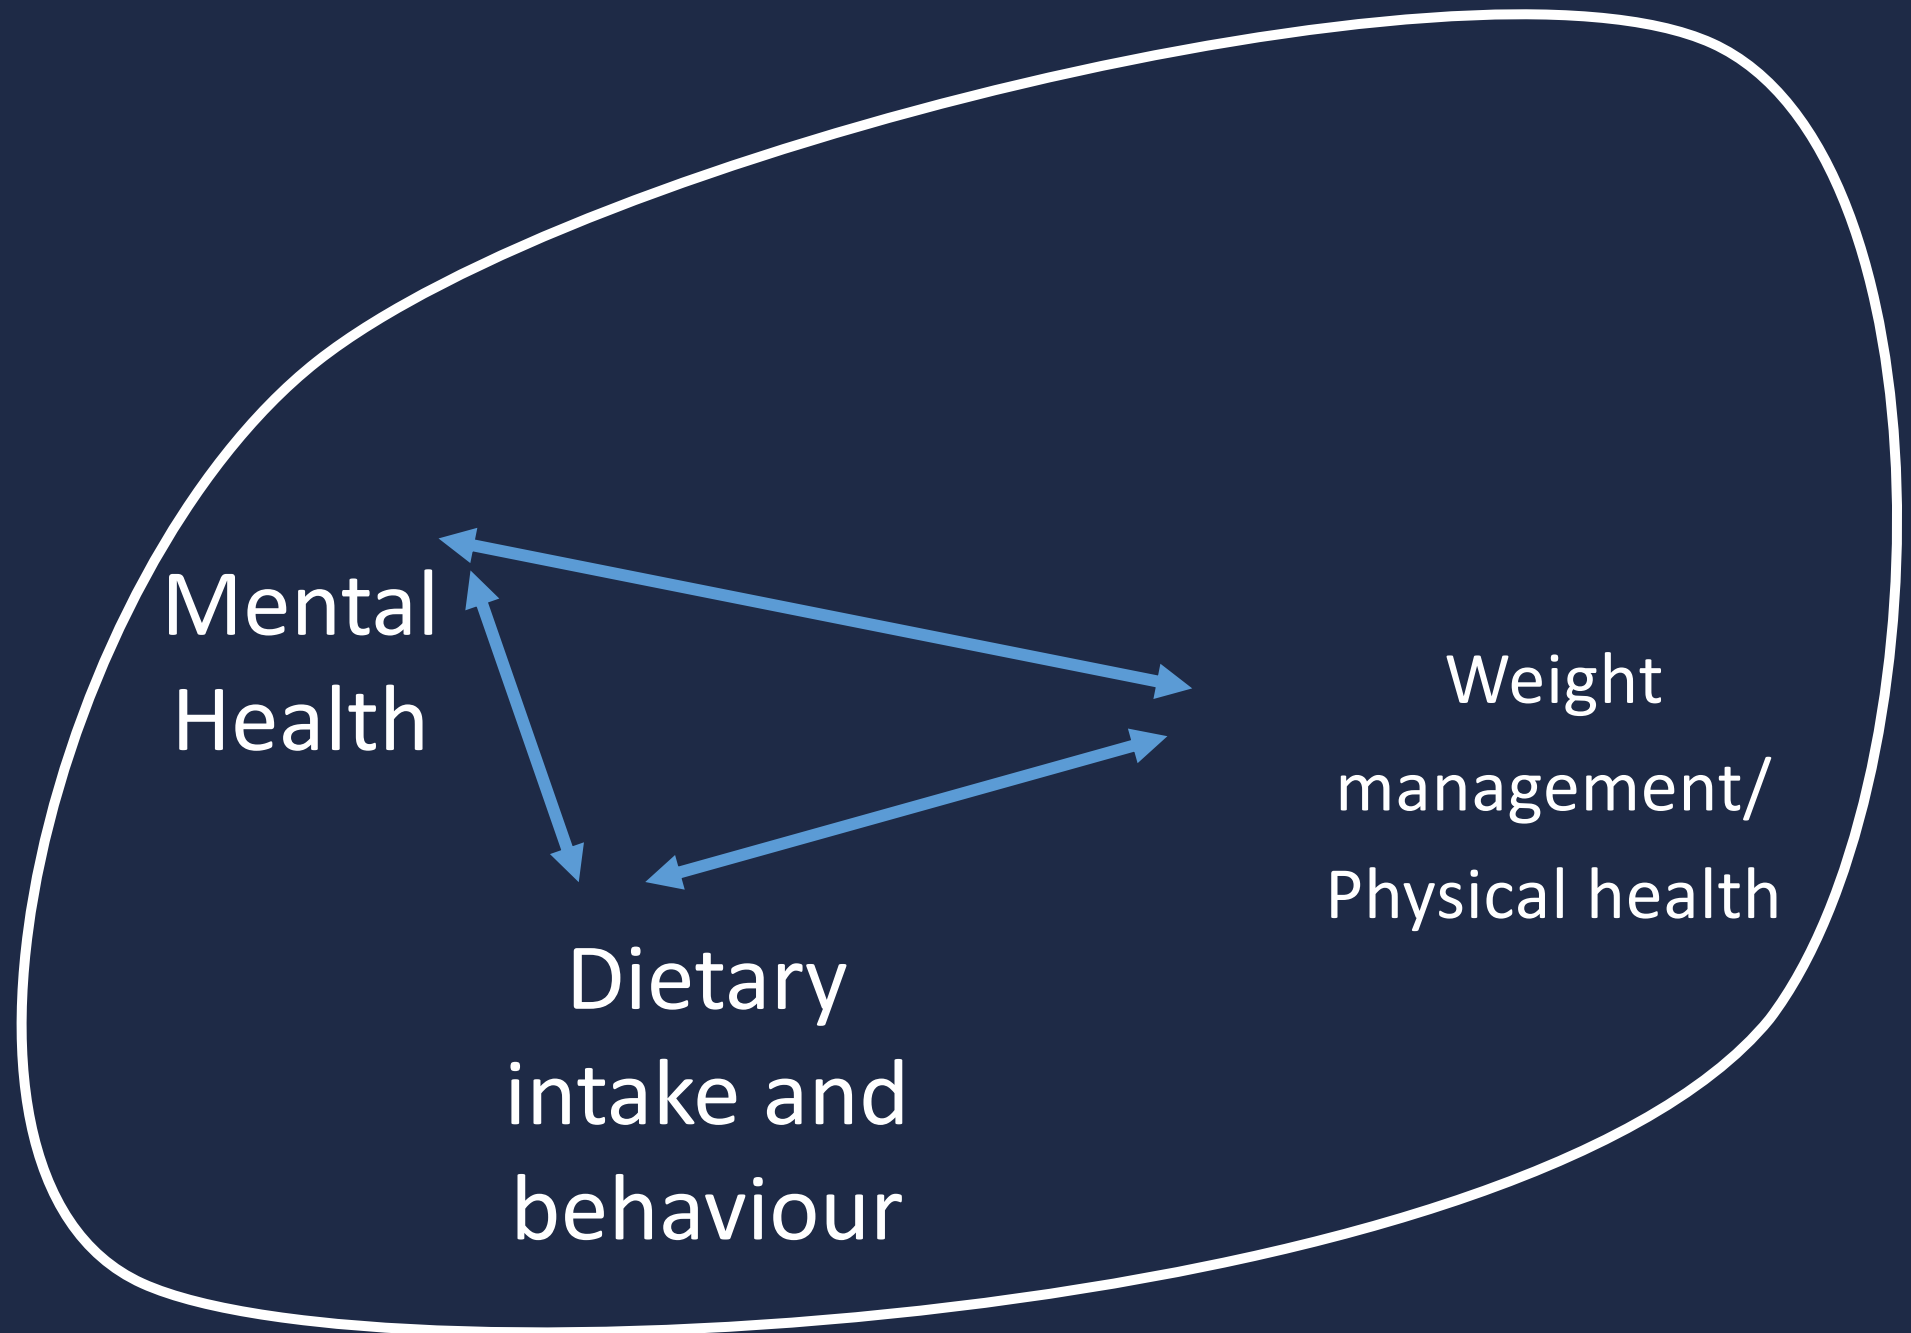 Mental
Health
Weight
management/
Physical health
Dietary
intake and
behaviour